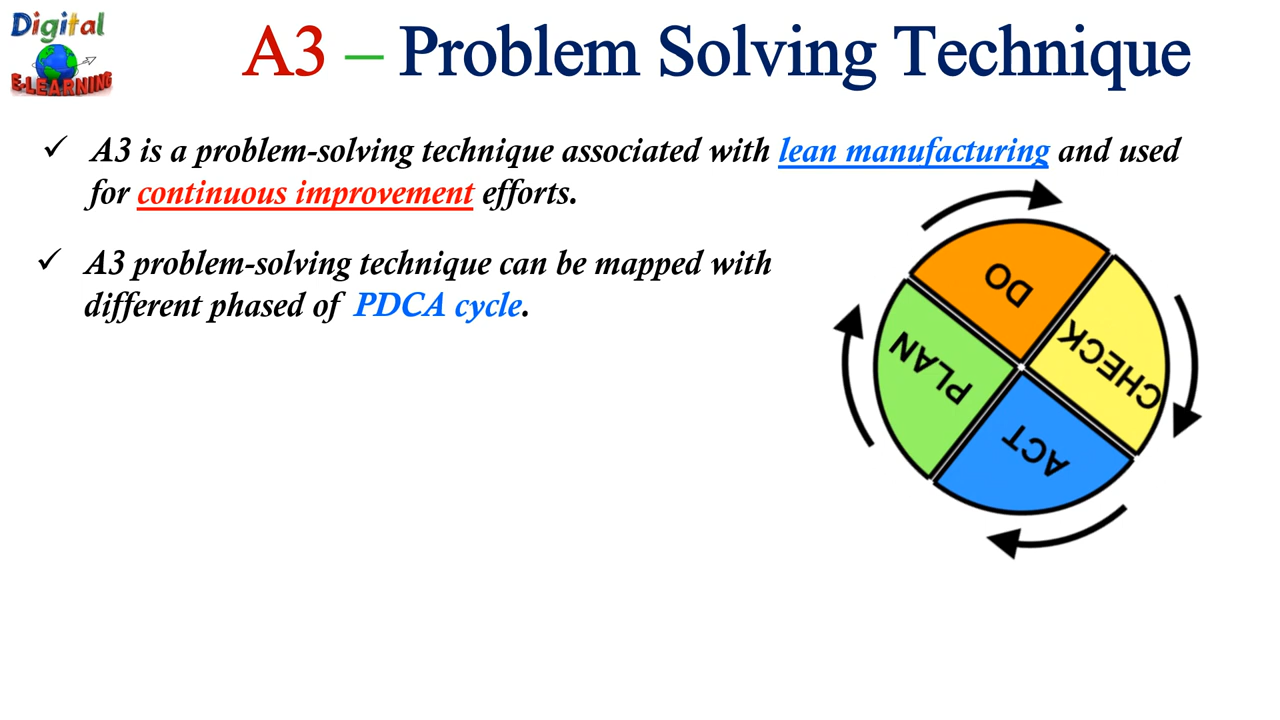 Digital
E-LEARNING
A3 – Problem Solving Technique
✓ A3 is a problem-solving technique associated with lean manufacturing and used
for continuous improvement efforts.
✓ A3 problem-solving technique can be mapped with
different phased of PDCA cycle.
DO
CHECK
PLAN
ACT